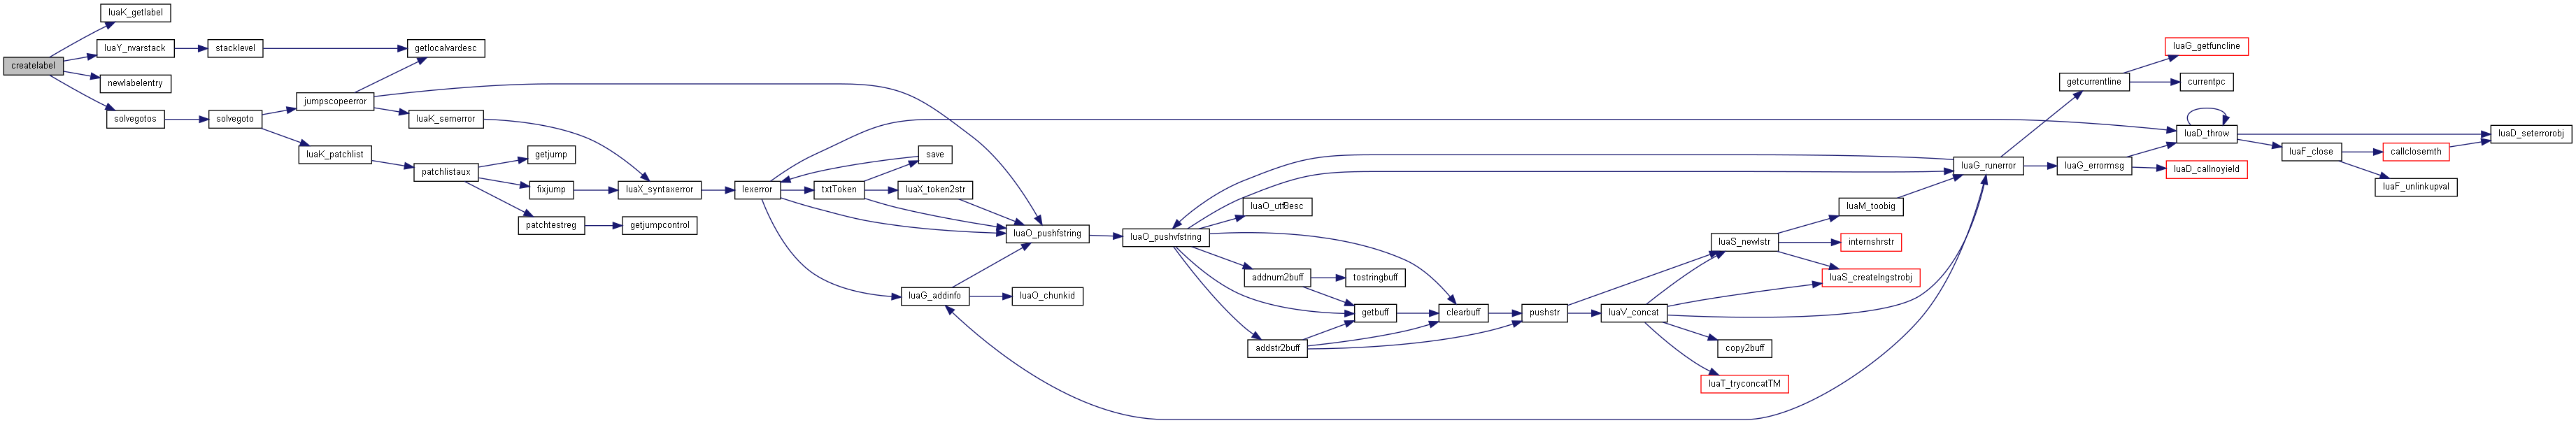 createlabel
luaK_getlabel
luaY_nvarstack
newlabelentry
solvegotos
stacklevel
solvegoto
jumpscopeerror
luaK_patchlist
getlocalvardesc
luaK_semerror
patchlistaux
getjump
fixjump
patchtestreg
luaX_syntaxerror
getjumpcontrol
lexerror
txtToken
save
luaX_token2str
luaG_addinfo
luaO_pushfstring
luaO_chunkid
luaO_pushvfstring
luaO_utf8esc
addnum2buff
addstr2buff
tostringbuff
getbuff
clearbuff
pushstr
luaV_concat
luaS_newlstr
copy2buff
luaT_tryconcatTM
luaM_toobig
internshrstr
luaS_createlngstrobj
luaG_runerror
getcurrentline
luaG_errormsg
luaG_getfuncline
currentpc
luaD_throw
luaD_callnoyield
luaF_close
callclosemth
luaF_unlinkupval
luaD_seterrorobj